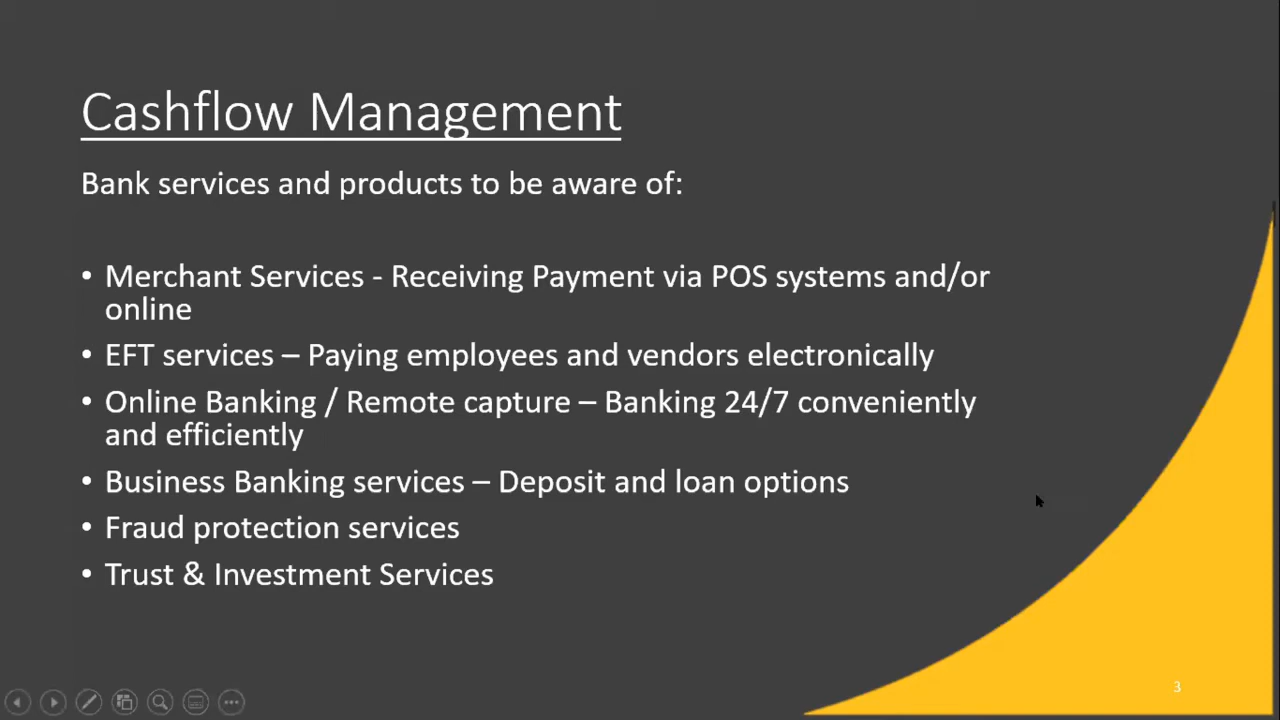 Cashflow Management
Bank services and products to be aware of:
• Merchant Services - Receiving Payment via POS systems and/or
online
• EFT services – Paying employees and vendors electronically
• Online Banking / Remote capture – Banking 24/7 conveniently
and efficiently
• Business Banking services – Deposit and loan options
• Fraud protection services
• Trust & Investment Services
3